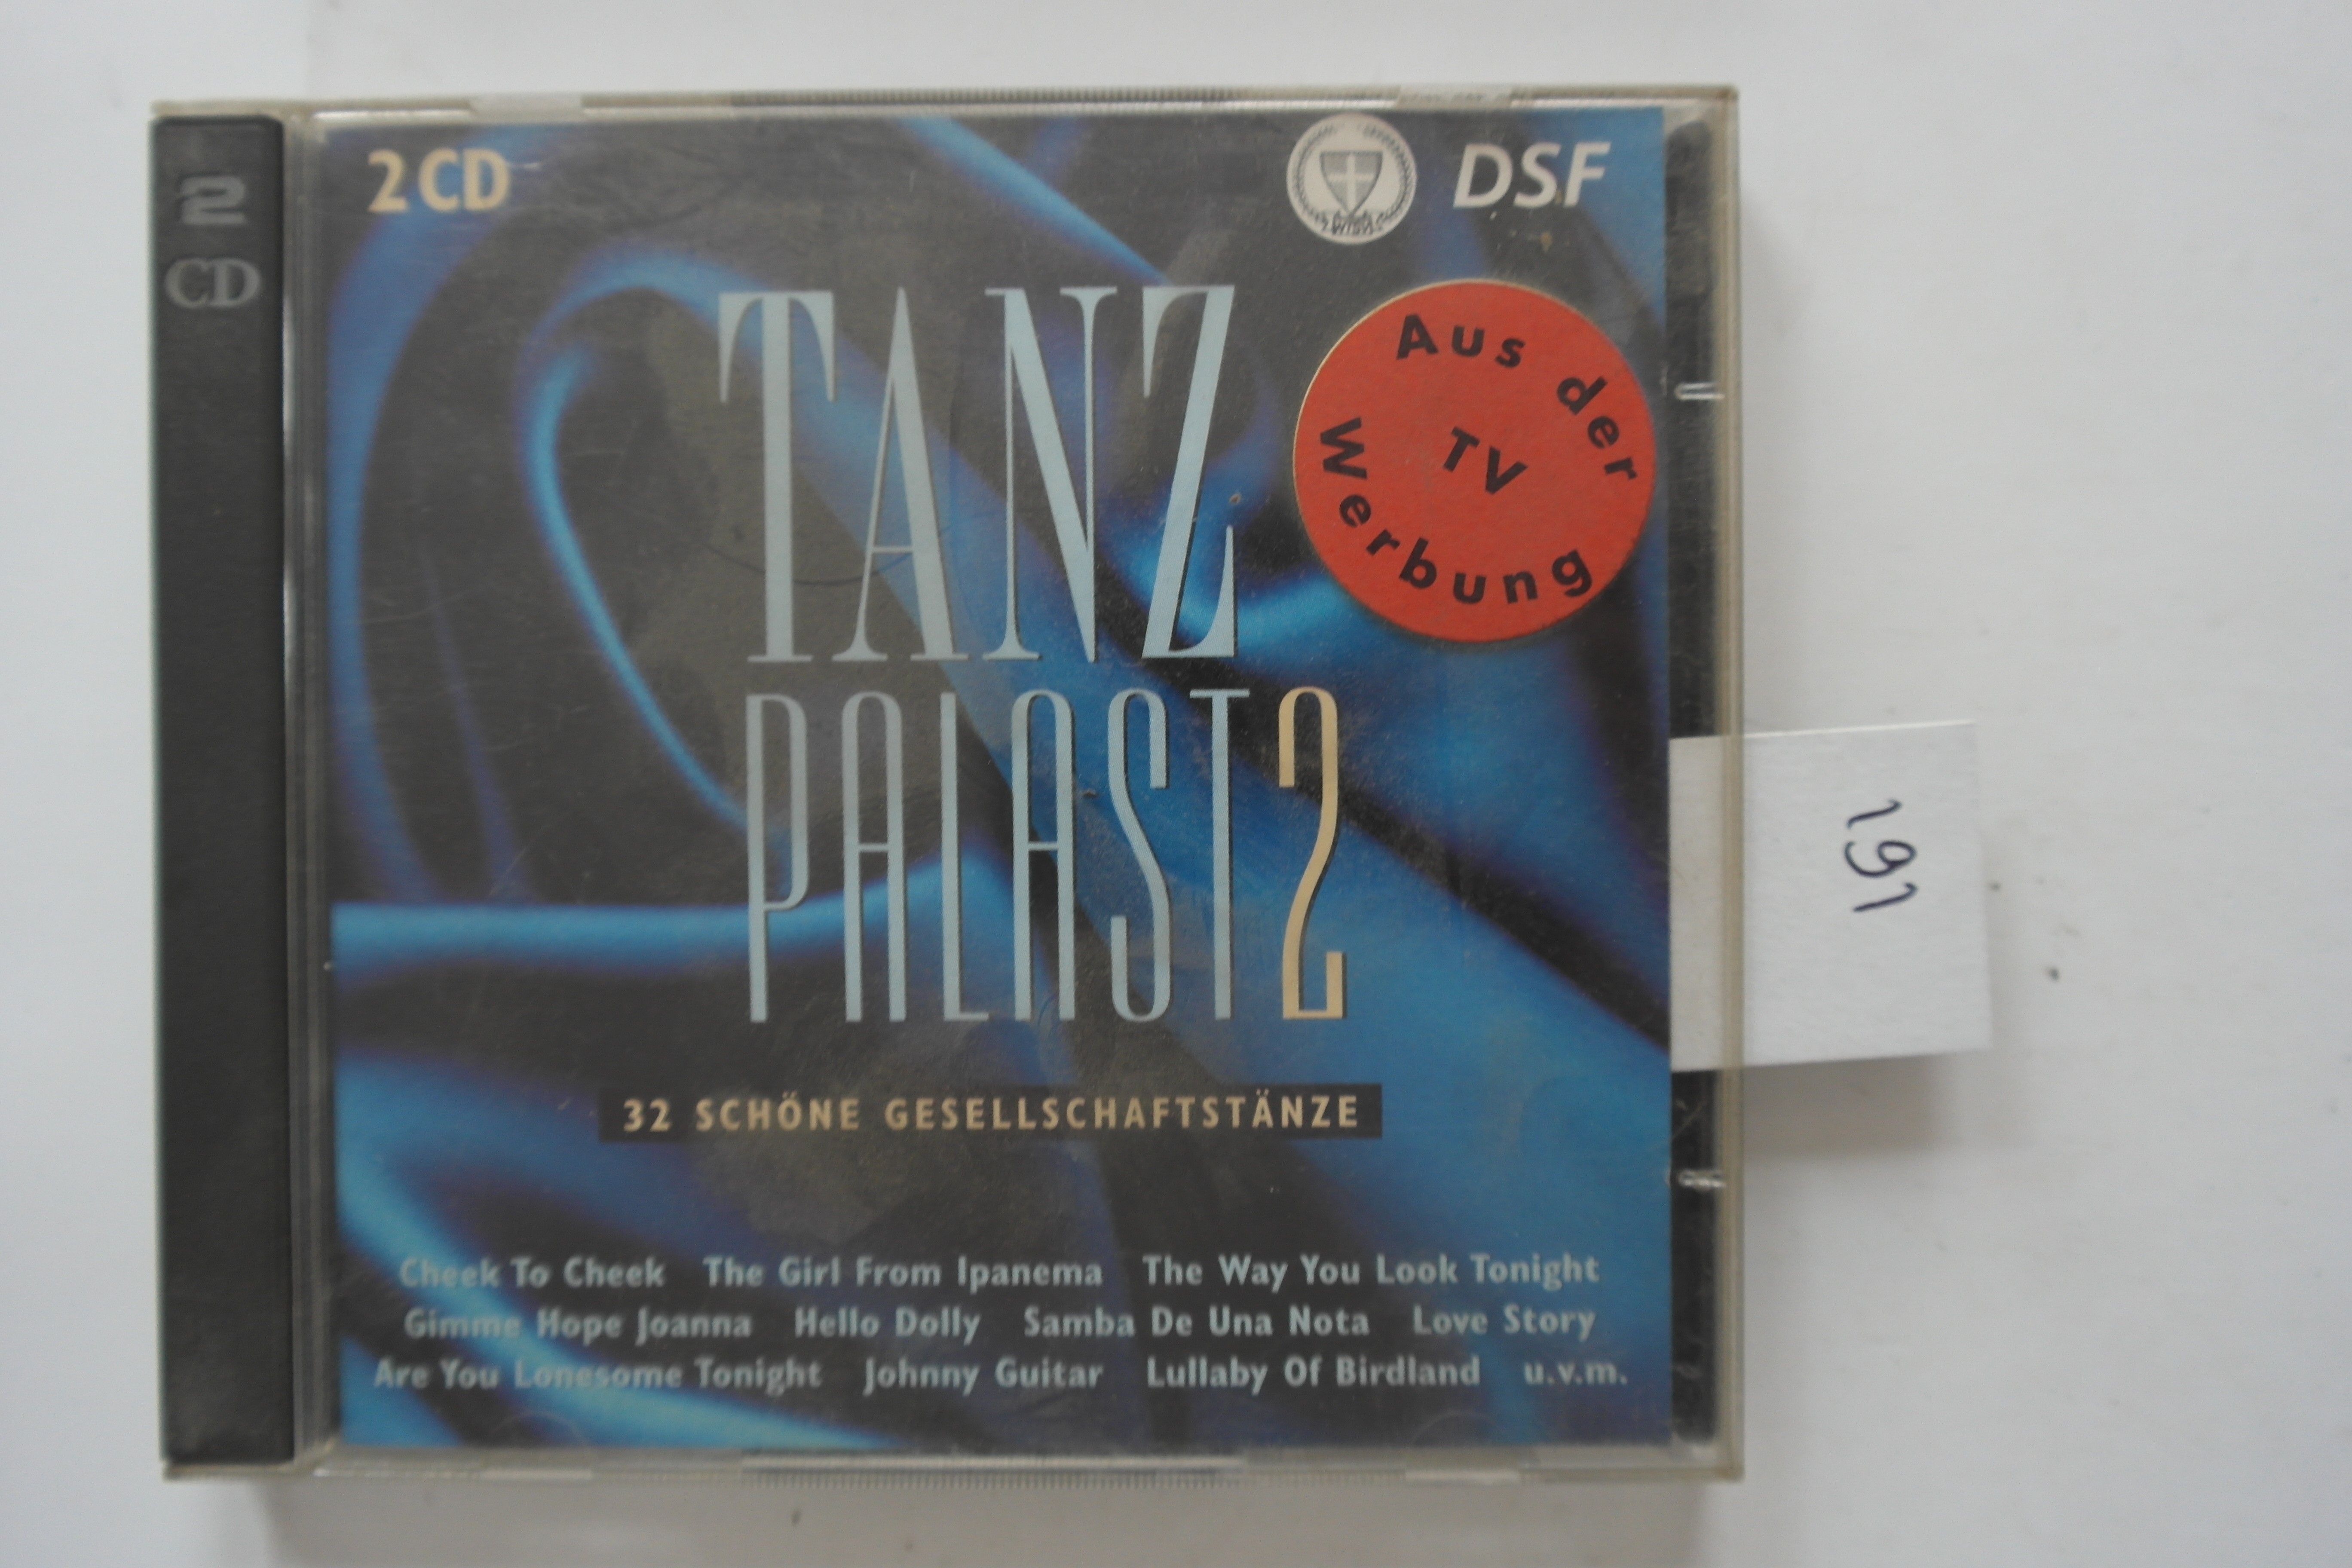 2 CD
DSF
2
CD
TANZ
PALAST 2
Aus der
TV
Werbung
191
32 SCHÖNE GESELLSCHAFTSTÄNZE
Cheek To Cheek The Girl From Ipanema The Way You Look Tonight
Gimme Hope Joanna Hello Dolly Samba De Una Nota Love Story
Are You Lonesome Tonight Johnny Guitar Lullaby Of Birdland u.v.m.